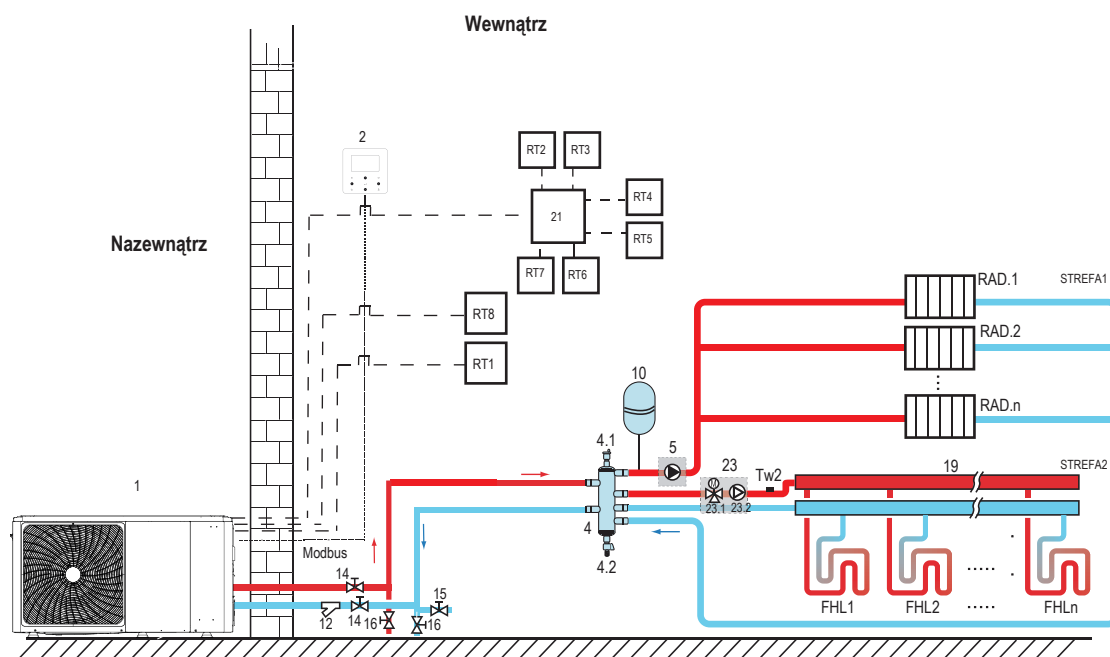 Wewnątrz
Nazewnątrz
2
RT2
RT3
21
RT4
RT5
RT7
RT6
RT8
RT1
RAD.1
STREFA1
RAD.2
RAD.n
10
4.1
5
23
Tw2
19
STREFA2
23.1
23.2
4
4.2
1
Modbus
14
15
12
14
16
16
FHL1
FHL2
FHLn